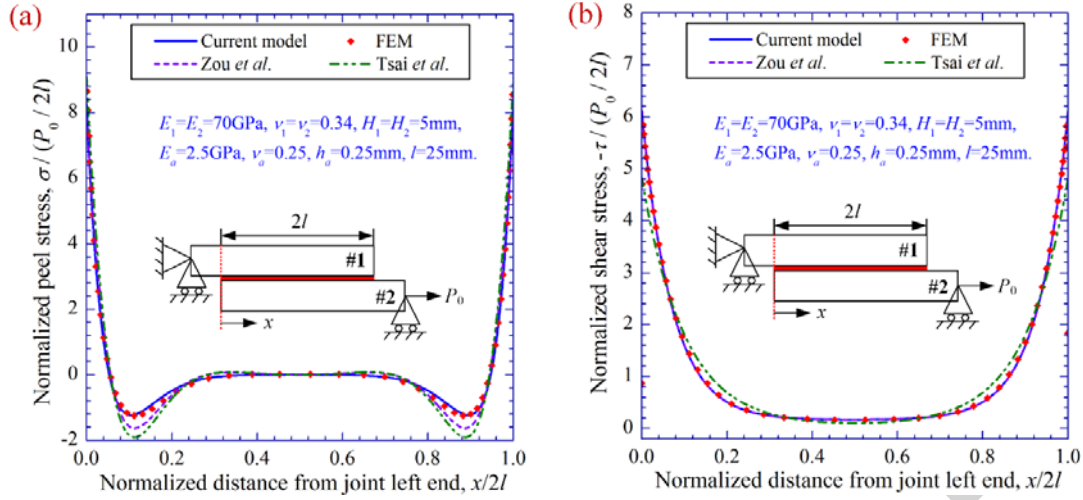 (a)
Normalized peel stress, σ / (P0 / 2l)
10
8
6
4
2
0
-2
Current model
FEM
Zou et al.
Tsai et al.
E1=E2=70GPa, ν1=ν2=0.34, H1=H2=5mm,
Ea=2.5GPa, νa=0.25, ha=0.25mm, l=25mm.
2l
#1
#2
P0
x
0.0 0.2 0.4 0.6 0.8 1.0
Normalized distance from joint left end, x/2l
(b)
Normalized shear stress, -τ / (P0 / 2l)
8
7
6
5
4
3
2
1
0
Current model
FEM
Zou et al.
Tsai et al.
E1=E2=70GPa, ν1=ν2=0.34, H1=H2=5mm,
Ea=2.5GPa, νa=0.25, ha=0.25mm, l=25mm.
2l
#1
#2
P0
x
0.0 0.2 0.4 0.6 0.8 1.0
Normalized distance from joint left end, x/2l